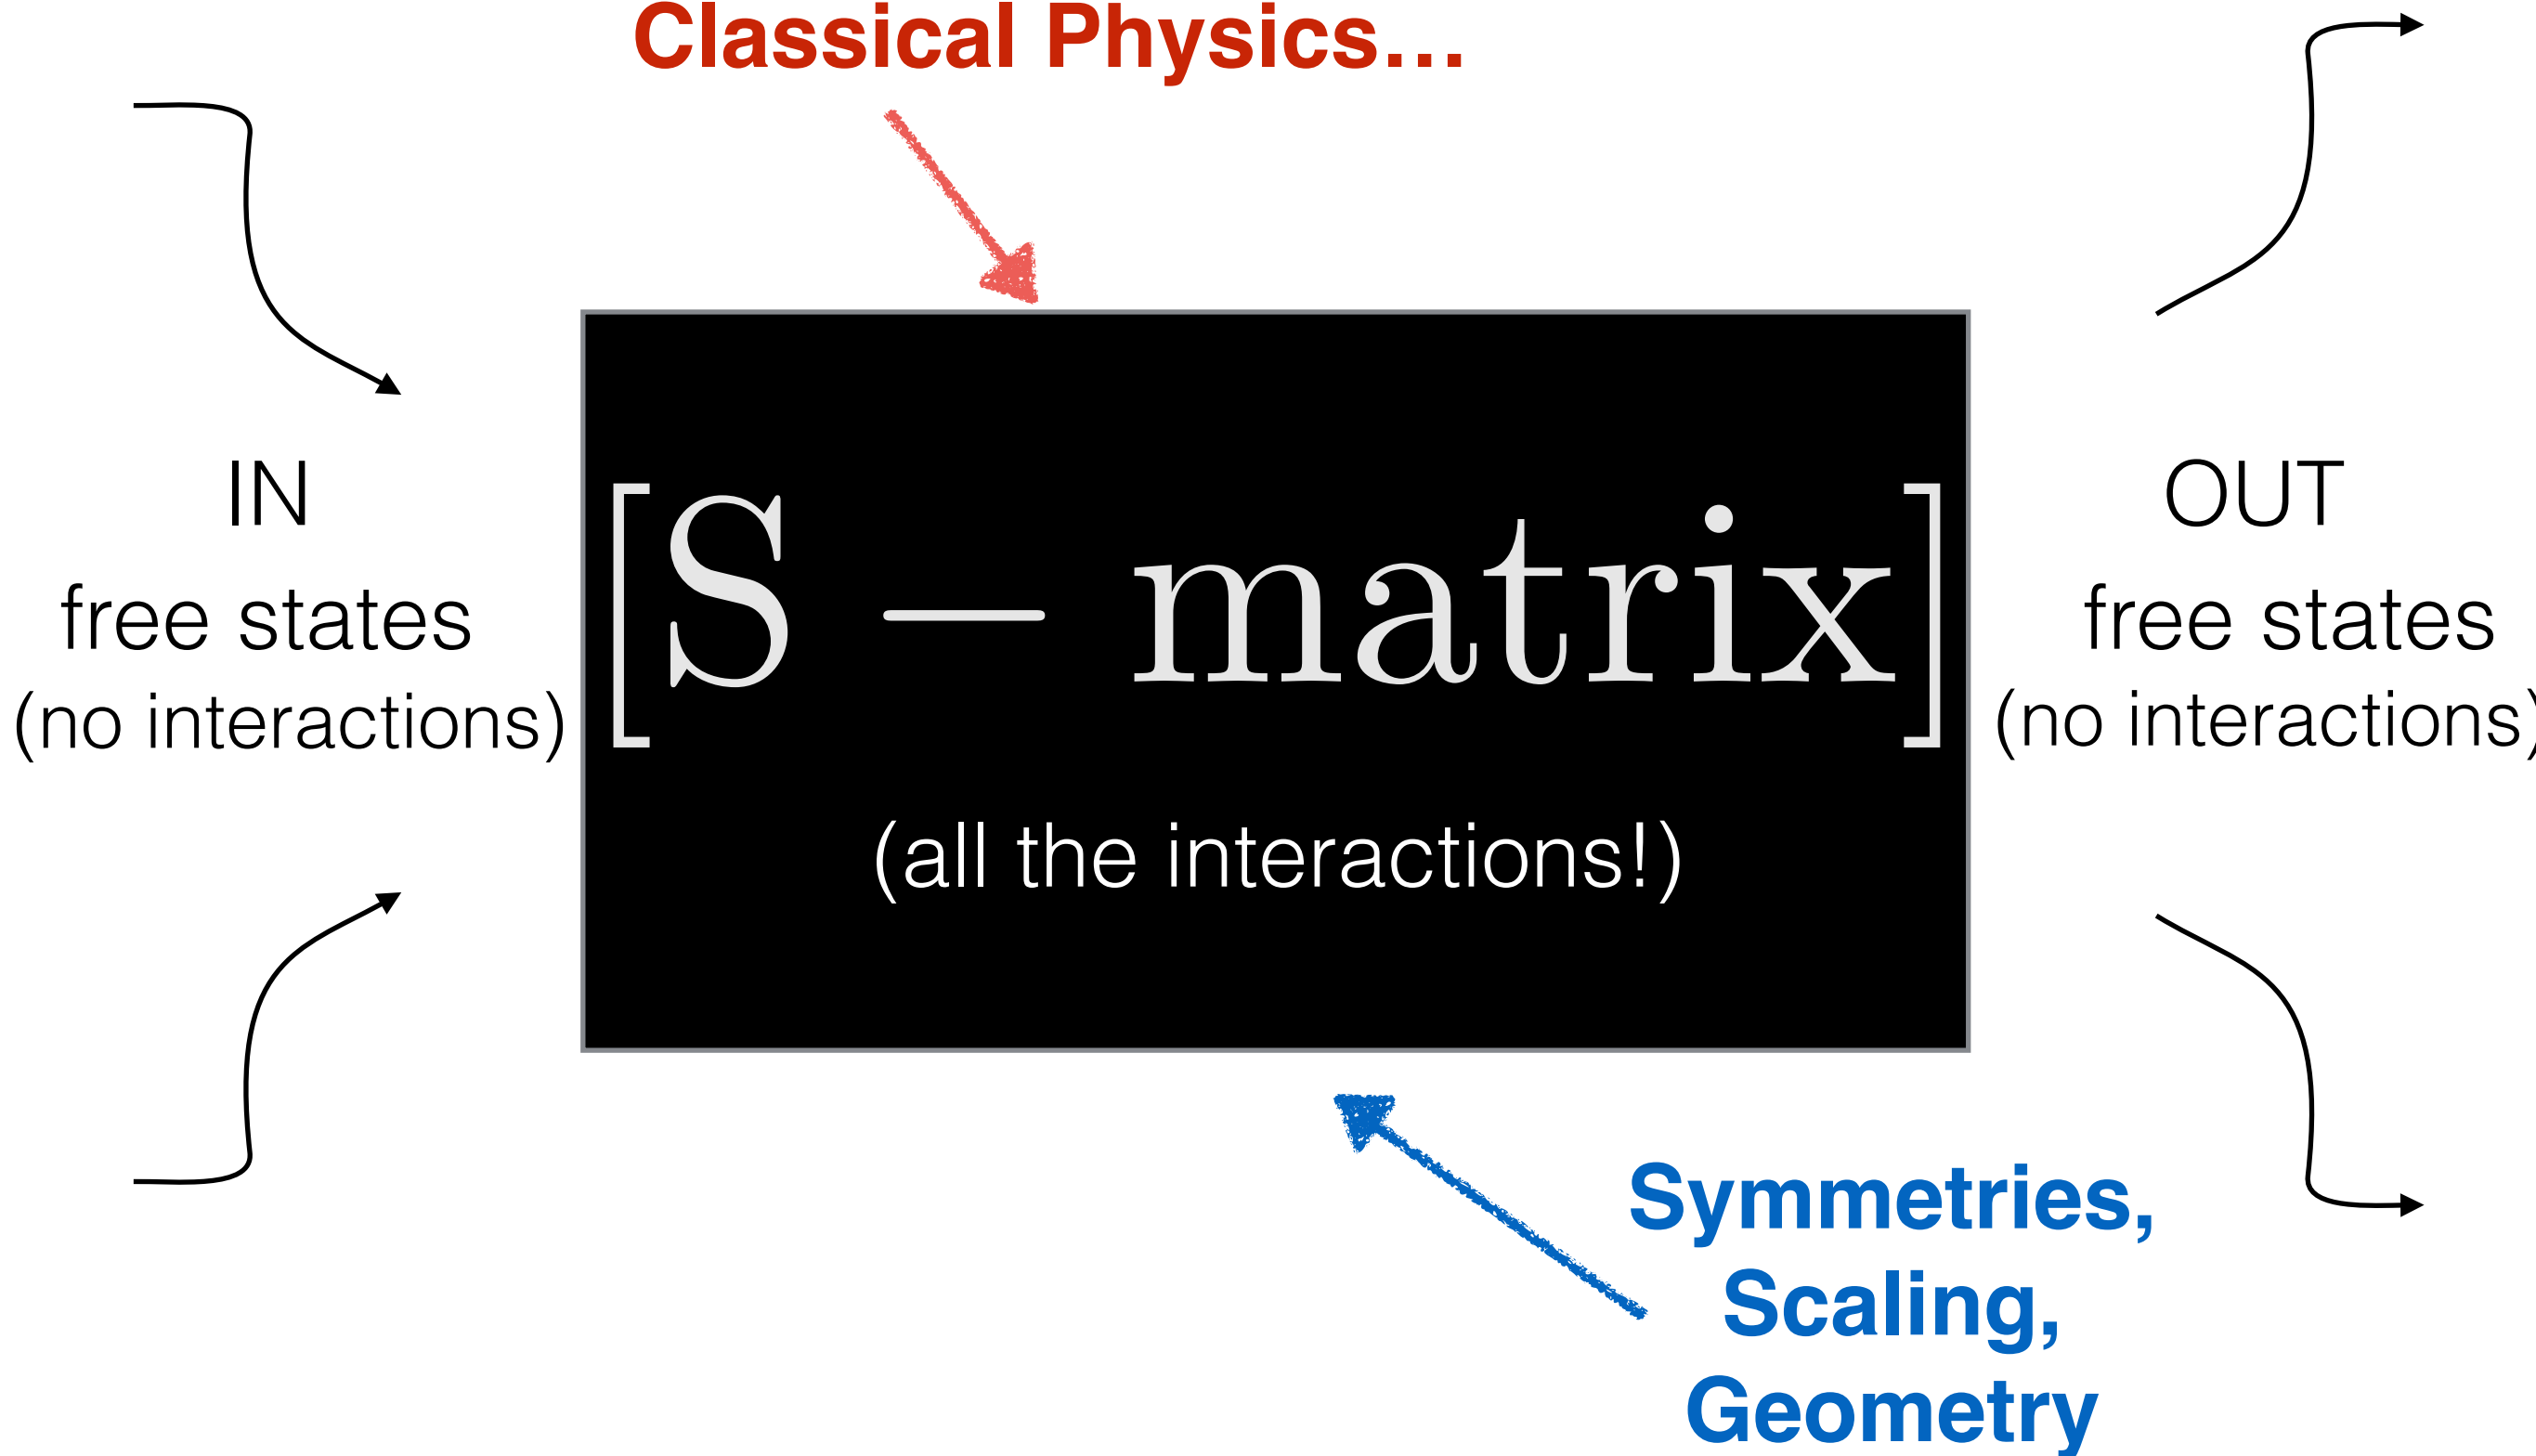 Classical Physics…
IN
free states
(no interactions)
[S − matrix]
(all the interactions!)
OUT
free states
(no interactions)
Symmetries,
Scaling,
Geometry